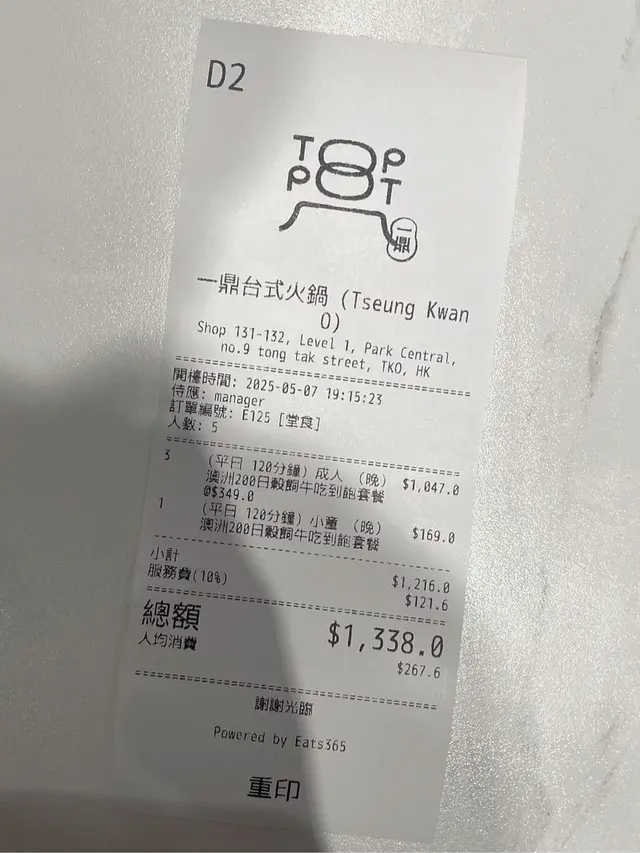 D2
TOP
POT
一鼎
一鼎台式火鍋 (Tseung Kwan
O)
Shop 131-132, Level 1, Park Central,
no.9 tong tak street, TKO, HK
開檯時間: 2025-05-07 19:15:23
侍應: manager
訂單編號: E125 [堂食]
人數: 5
3 (平日 120分鐘) 成人 (晚) $1,047.0
澳洲200日穀飼牛吃到飽套餐
@$349.0
1 (平日 120分鐘) 小童 (晚) $169.0
澳洲200日穀飼牛吃到飽套餐
小計 $1,216.0
服務費(10%) $121.6
總額 $1,338.0
人均消費 $267.6
謝謝光臨
Powered by Eats365
重印